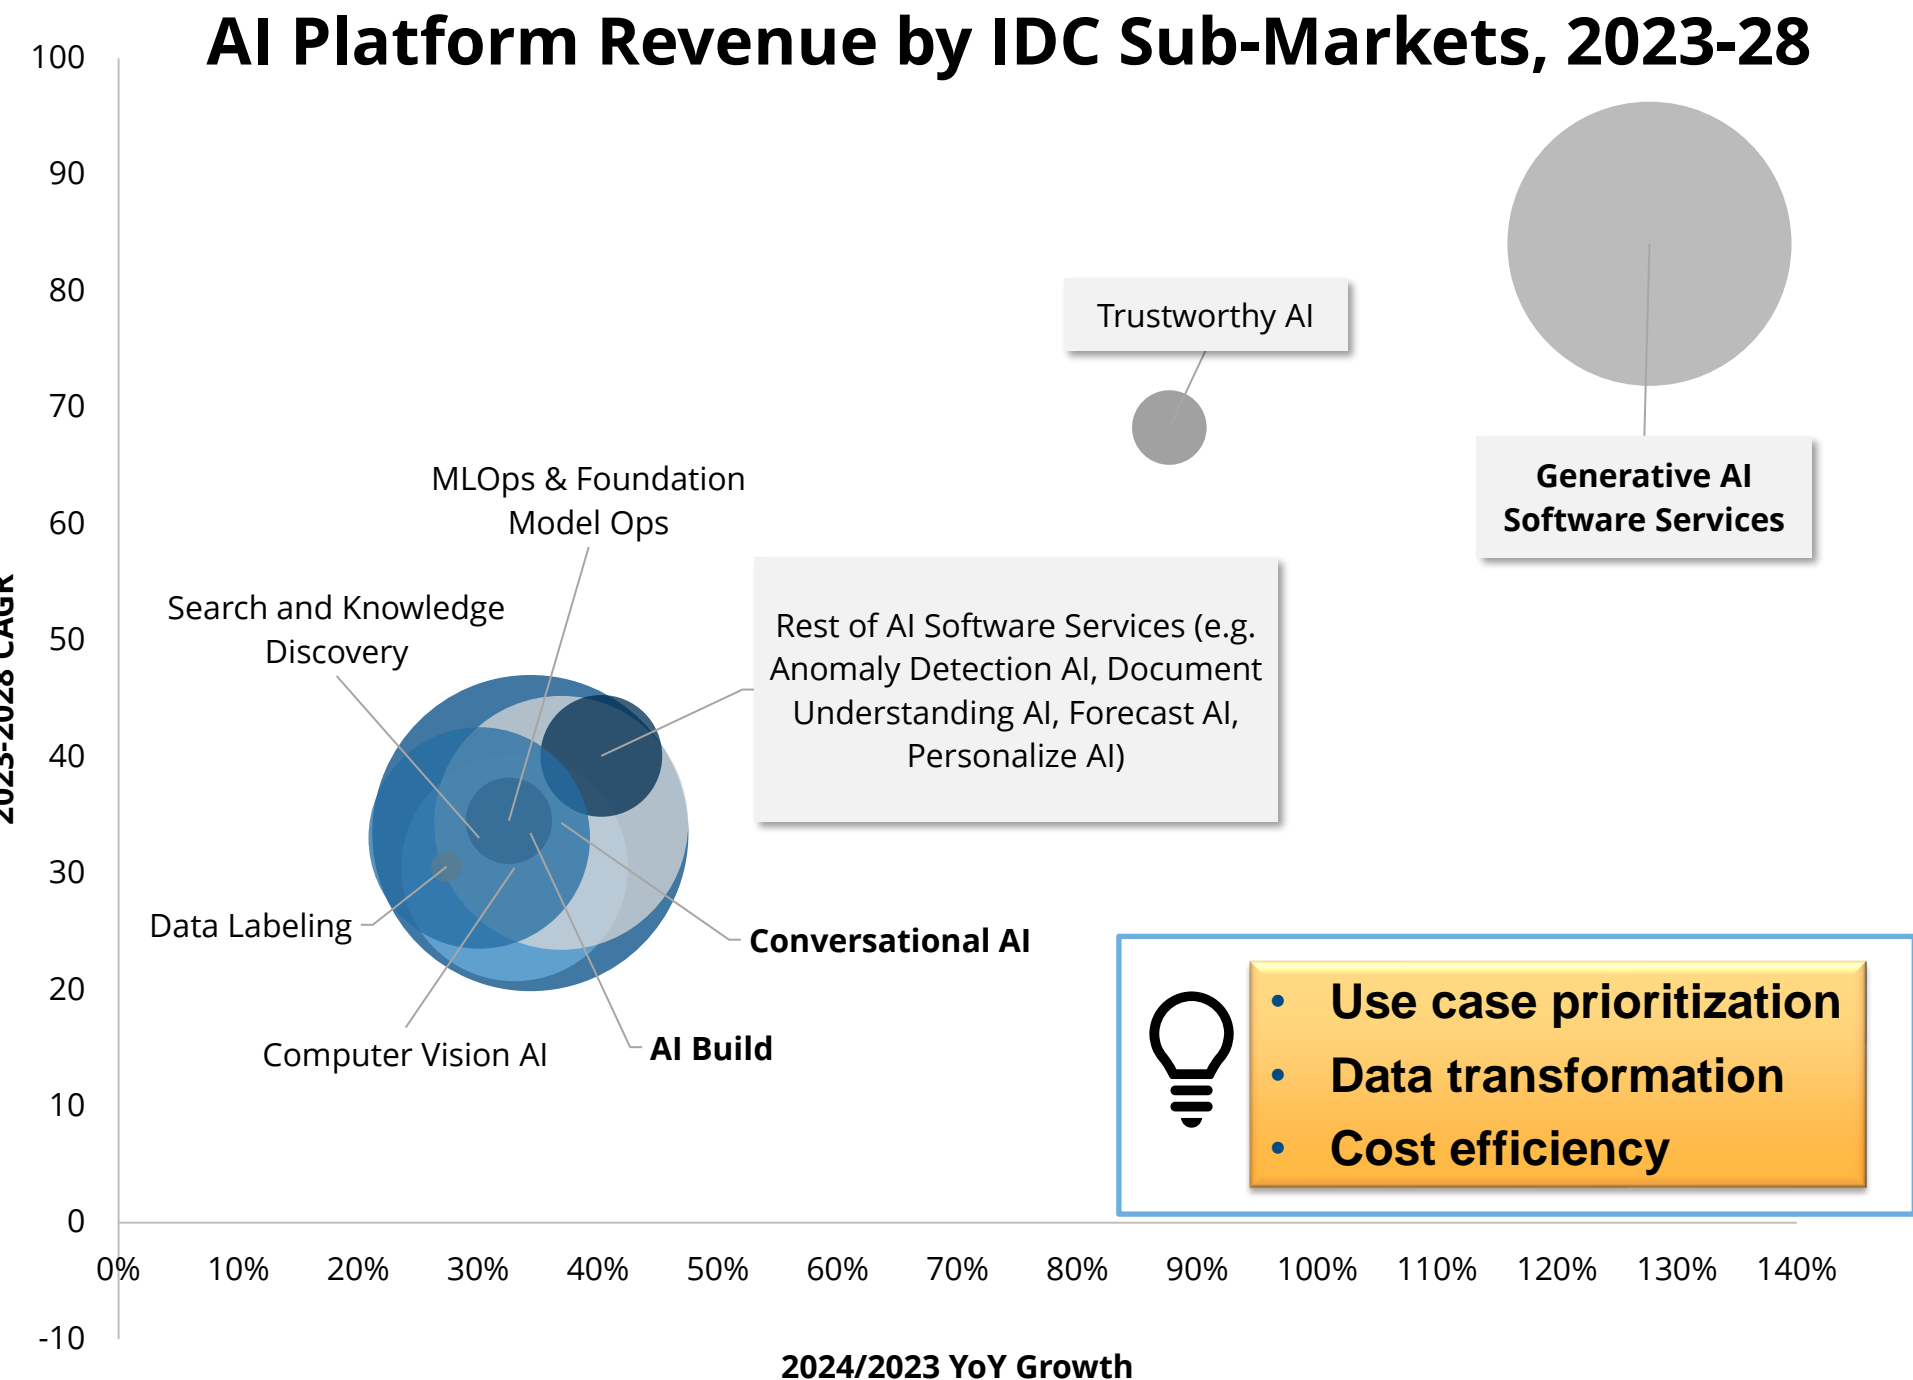 AI Platform Revenue by IDC Sub-Markets, 2023-28
100
90
80
70
60
50
40
30
20
10
0
-10
2023-2028 CAGR
Trustworthy AI
Generative AI
Software Services
MLOps & Foundation
Model Ops
Search and Knowledge
Discovery
Rest of AI Software Services (e.g.
Anomaly Detection AI, Document
Understanding AI, Forecast AI,
Personalize AI)
Data Labeling
Conversational AI
Computer Vision AI
AI Build
• Use case prioritization
• Data transformation
• Cost efficiency
0% 10% 20% 30% 40% 50% 60% 70% 80% 90% 100% 110% 120% 130% 140%
2024/2023 YoY Growth